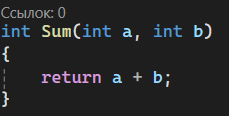 Ссылок: 0
int Sum(int a, int b)
{
    return a + b;
}